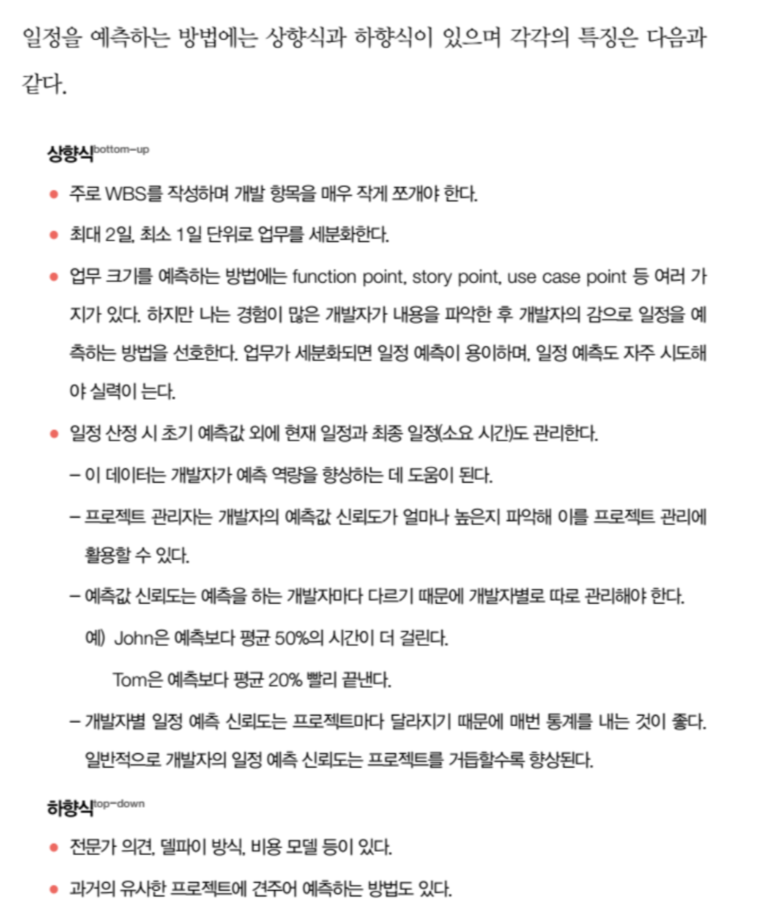 일정을 예측하는 방법에는 상향식과 하향식이 있으며 각각의 특징은 다음과
같다.
상향식bottom-up
• 주로 WBS를 작성하며 개발 항목을 매우 작게 쪼개야 한다.
• 최대 2일, 최소 1일 단위로 업무를 세분화한다.
• 업무 크기를 예측하는 방법에는 function point, story point, use case point 등 여러 가
지가 있다. 하지만 나는 경험이 많은 개발자가 내용을 파악한 후 개발자의 감으로 일정을 예
측하는 방법을 선호한다. 업무가 세분화되면 일정 예측이 용이하며, 일정 예측도 자주 시도해
야 실력이 는다.
• 일정 산정 시 초기 예측값 외에 현재 일정과 최종 일정(소요 시간)도 관리한다.
– 이 데이터는 개발자가 예측 역량을 향상하는 데 도움이 된다.
– 프로젝트 관리자는 개발자의 예측값 신뢰도가 얼마나 높은지 파악해 이를 프로젝트 관리에
활용할 수 있다.
– 예측값 신뢰도는 예측을 하는 개발자마다 다르기 때문에 개발자별로 따로 관리해야 한다.
예) John은 예측보다 평균 50%의 시간이 더 걸린다.
Tom은 예측보다 평균 20% 빨리 끝낸다.
– 개발자별 일정 예측 신뢰도는 프로젝트마다 달라지기 때문에 매번 통계를 내는 것이 좋다.
일반적으로 개발자의 일정 예측 신뢰도는 프로젝트를 거듭할수록 향상된다.
하향식top-down
• 전문가 의견, 델파이 방식, 비용 모델 등이 있다.
• 과거의 유사한 프로젝트에 견주어 예측하는 방법도 있다.